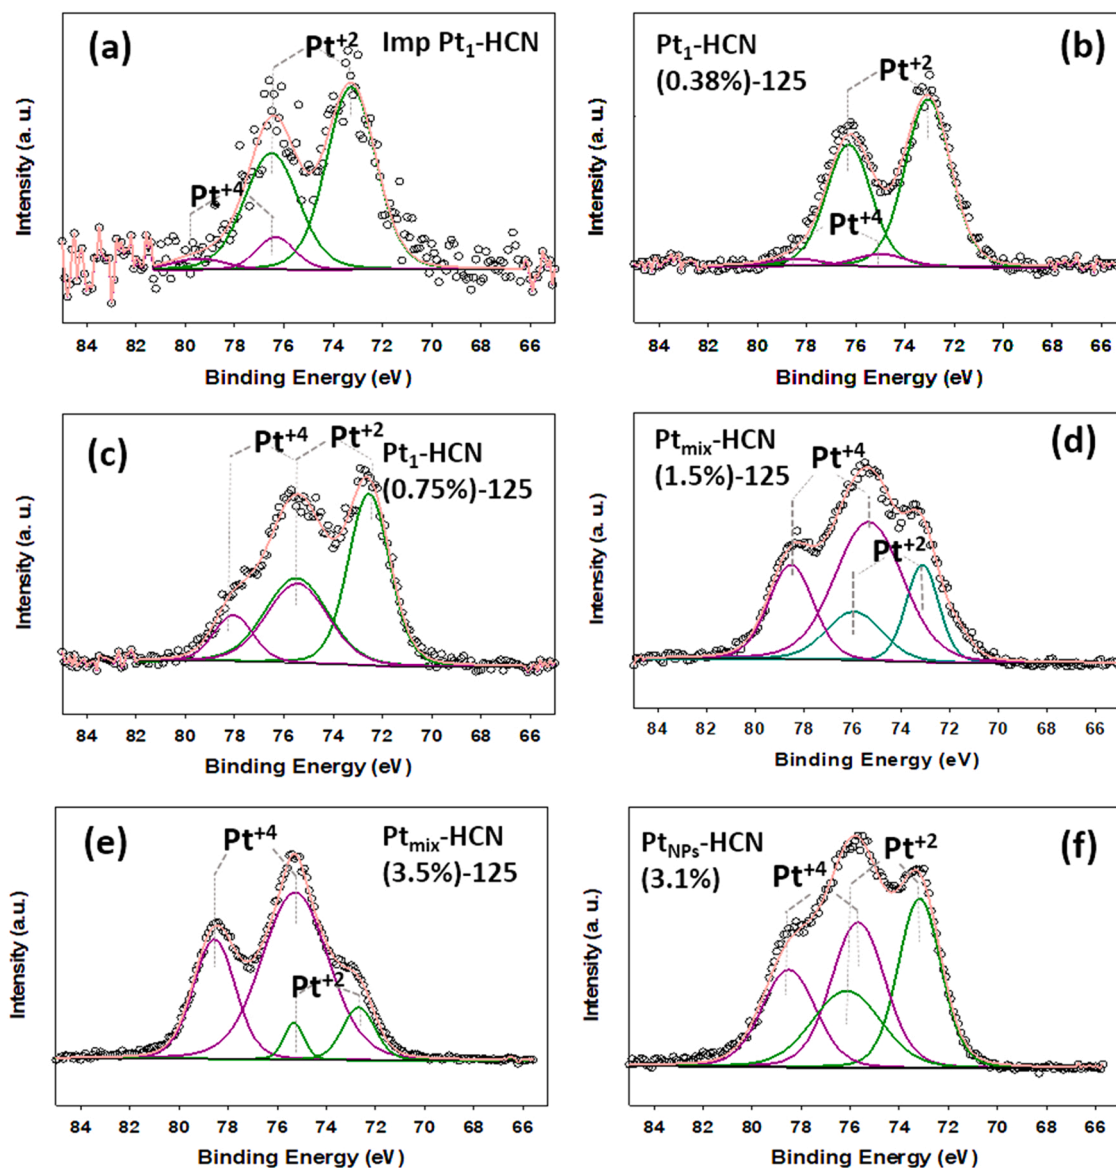 (a)
Imp Pt₁-HCN
Pt⁺²
Pt⁺⁴
Intensity (a. u.)
84 82 80 78 76 74 72 70 68 66
Binding Energy (eV)
(b)
Pt₁-HCN
(0.38%)-125
Pt⁺²
Pt⁺⁴
Intensity (a. u.)
84 82 80 78 76 74 72 70 68 66
Binding Energy (eV)
(c)
Pt⁺⁴
Pt⁺²
Pt₁-HCN
(0.75%)-125
Intensity (a. u.)
84 82 80 78 76 74 72 70 68 66
Binding Energy (eV)
(d)
Ptₘᵢₓ-HCN
(1.5%)-125
Pt⁺⁴
Pt⁺²
Intensity (a. u.)
84 82 80 78 76 74 72 70 68 66
Binding Energy (eV)
(e)
Pt⁺⁴
Ptₘᵢₓ-HCN
(3.5%)-125
Pt⁺²
Intensity (a.u.)
84 82 80 78 76 74 72 70 68 66
Binding Energy (eV)
(f)
Pt_NPs-HCN
(3.1%)
Pt⁺²
Pt⁺⁴
Intensity (a. u.)
84 82 80 78 76 74 72 70 68 66
Binding Energy (eV)